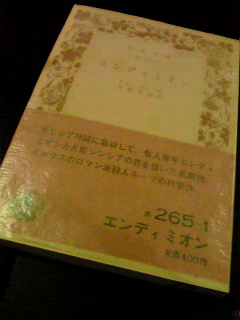 エンディミオン
ギリシア神話に取材して、牧人青年エンディ
ミオンと月姫シンシアの恋を描いた長篇詩。
イギリスのロマン派詩人キーツの代表作。
赤265-1
エンディミオン
定価400円